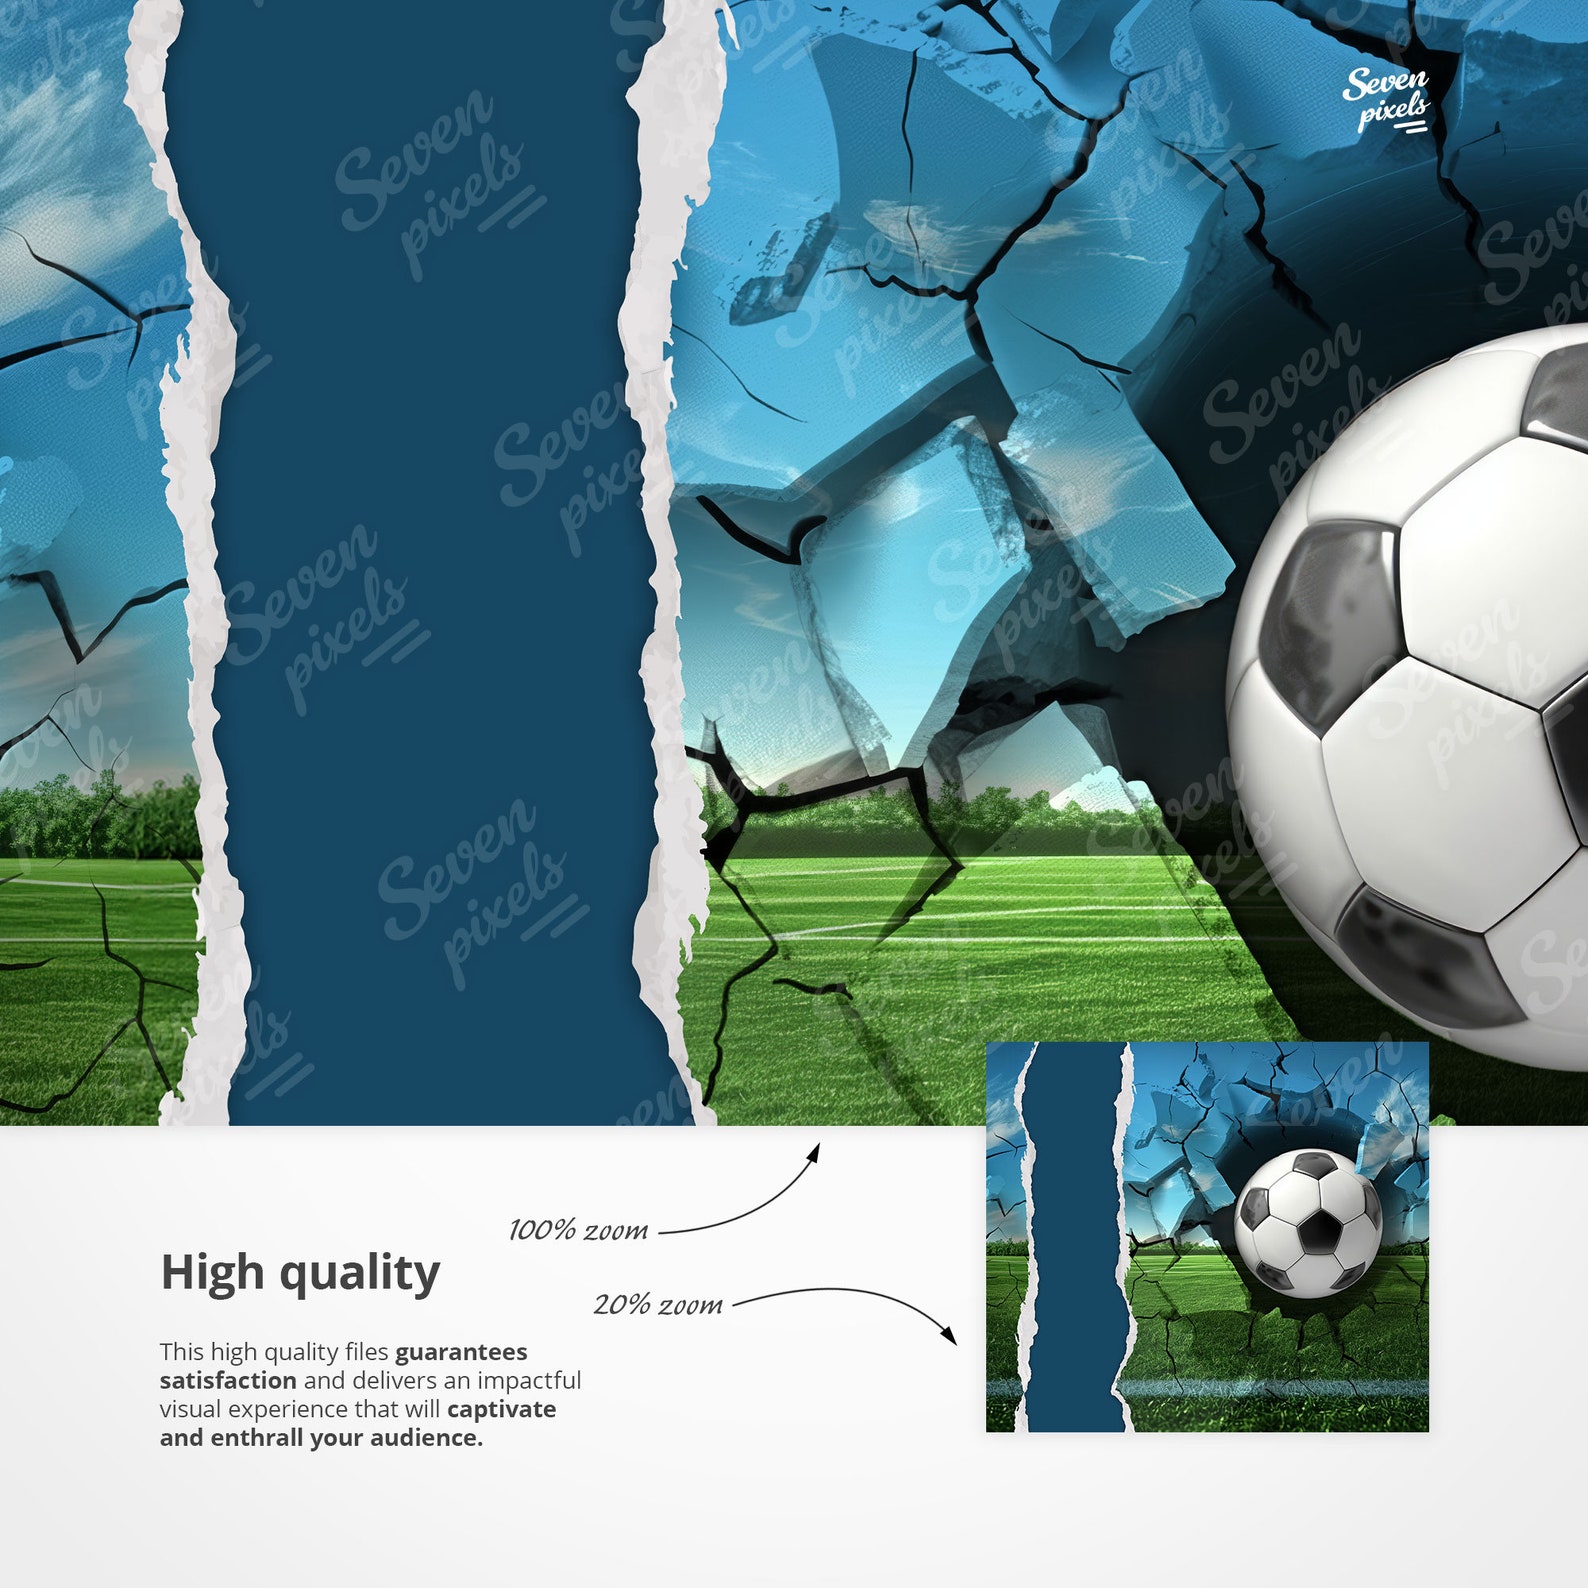 Seven
pixels
100% zoom
High quality
20% zoom
This high quality files guarantees
satisfaction and delivers an impactful
visual experience that will captivate
and enthrall your audience.